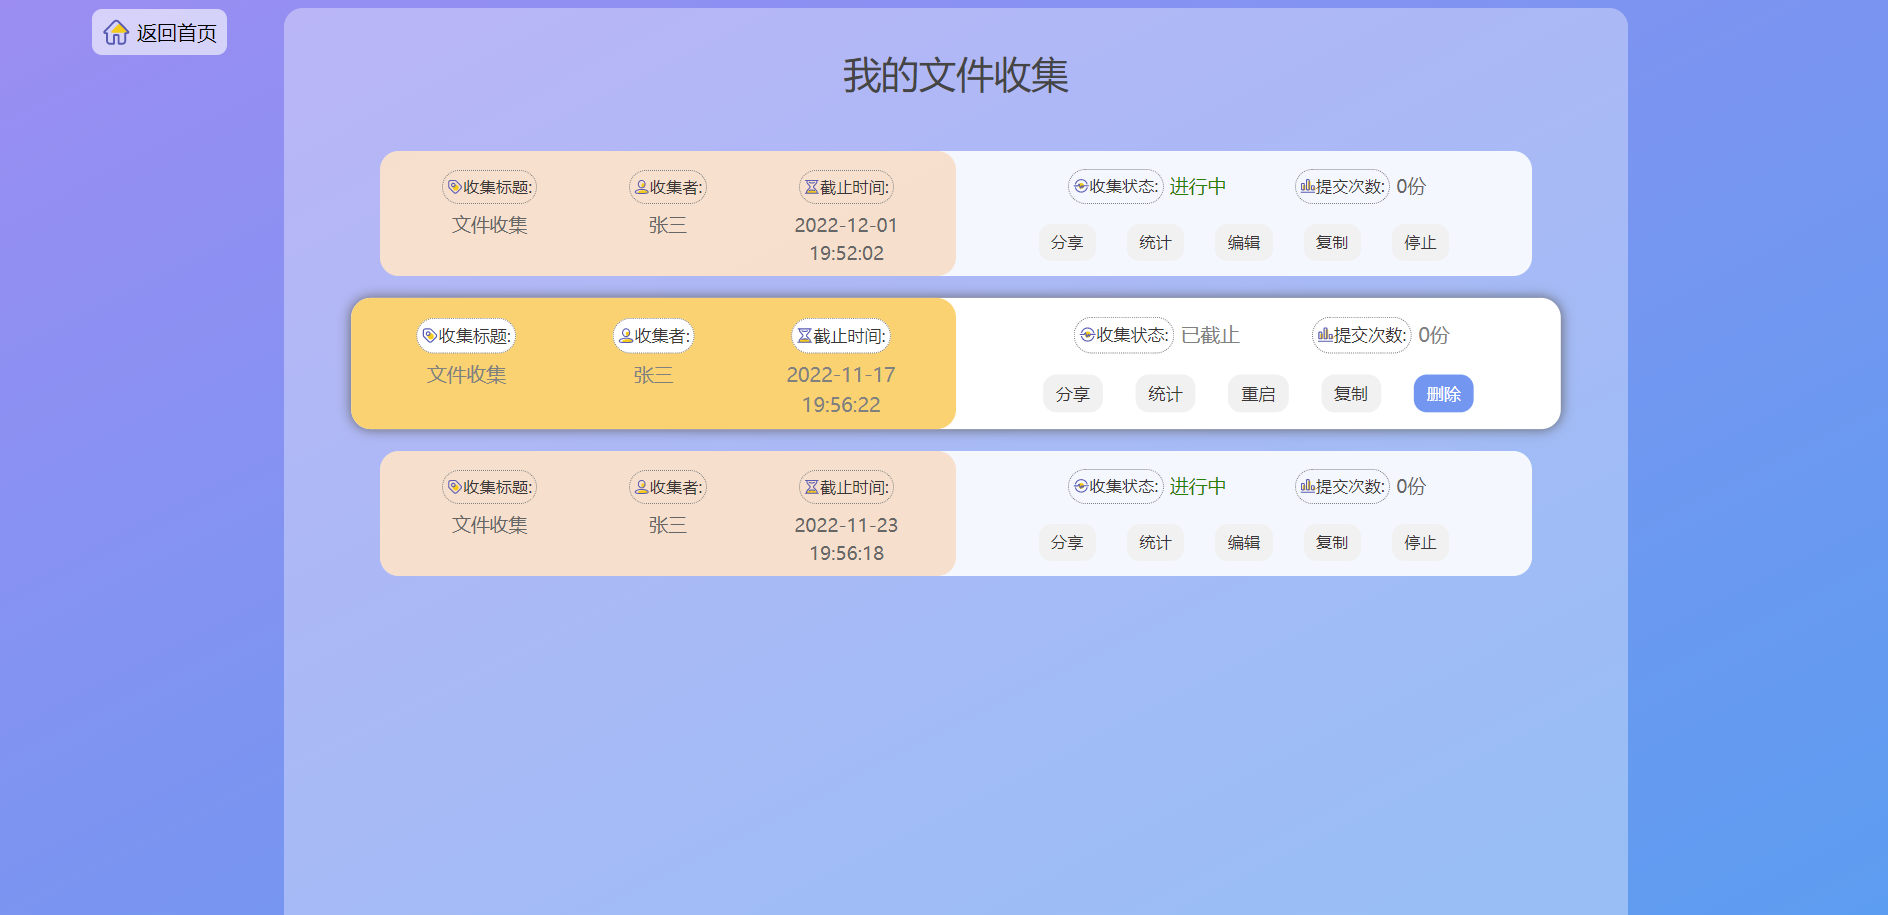 返回首页
我的文件收集
收集标题: 收集者: 截止时间: 收集状态: 进行中 提交次数: 0份
文件收集 张三 2022-12-01
19:52:02
分享 统计 编辑 复制 停止
收集标题: 收集者: 截止时间: 收集状态: 已截止 提交次数: 0份
文件收集 张三 2022-11-17
19:56:22
分享 统计 重启 复制 删除
收集标题: 收集者: 截止时间: 收集状态: 进行中 提交次数: 0份
文件收集 张三 2022-11-23
19:56:18
分享 统计 编辑 复制 停止